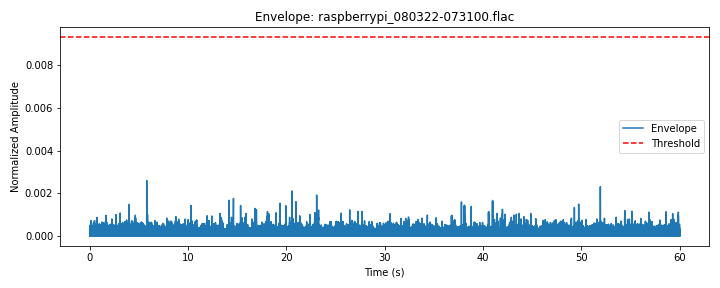 Envelope: raspberrypi_080322-073100.flac
Normalized Amplitude
0.008
0.006
0.004
0.002
0.000
Envelope
Threshold
0 10 20 30 40 50 60
Time (s)